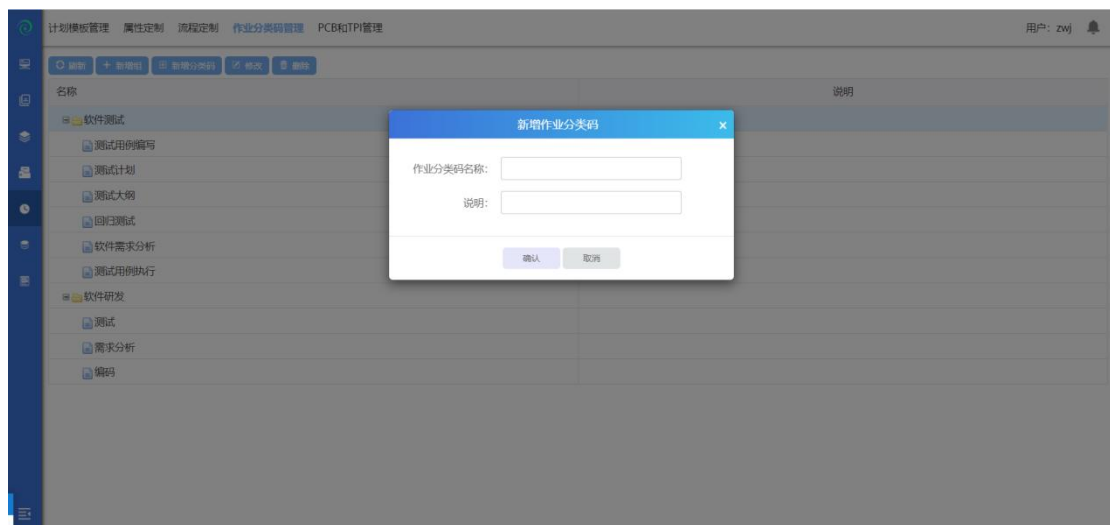 计划模板管理 属性定制 流程定制 作业分类码管理 PCB和TPI管理 用户：zwj
刷新 新增组 新增分类码 修改 删除
名称 说明
软件测试
新增作业分类码 ×
测试用例编写
作业分类码名称：
测试计划
测试大纲
说明：
回归测试
软件需求分析
确认 取消
测试用例执行
软件研发
测试
需求分析
编码